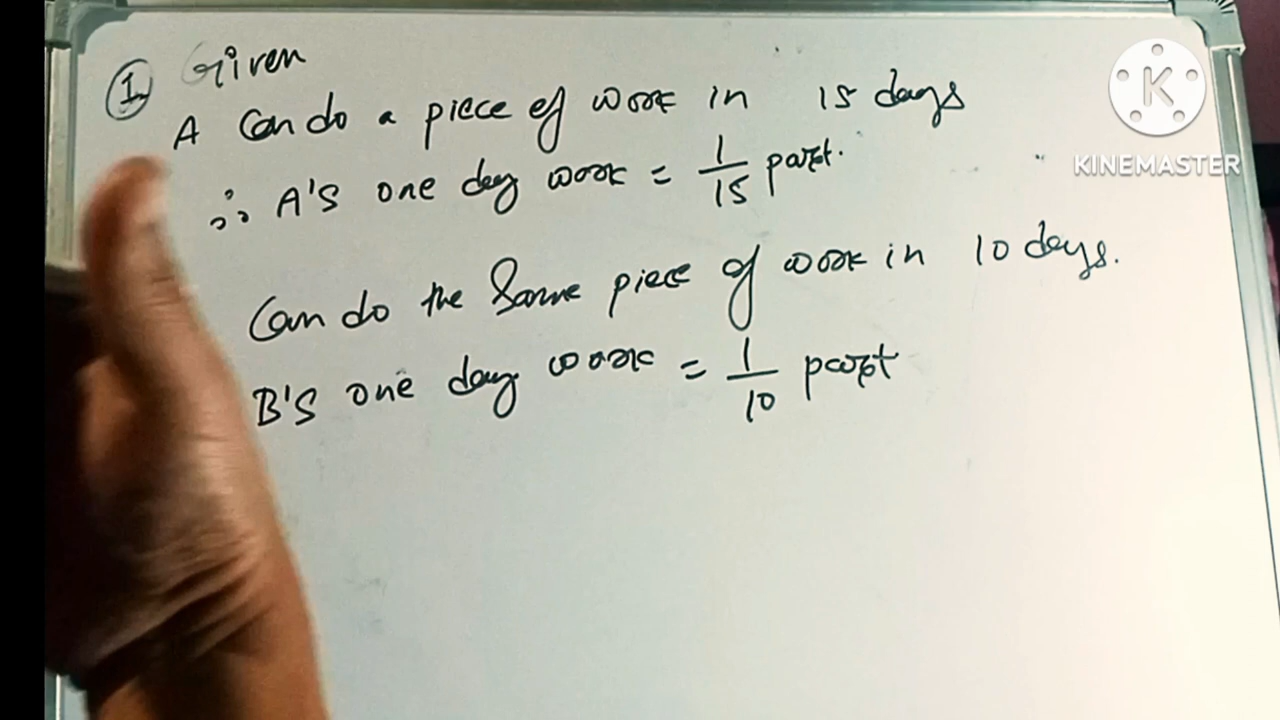 ① Given
A Can do a piece of work in 15 days
∴ A's one day work = 1/15 part.
Can do the Same piece of work in 10 days.
B's one day work = 1/10 part
KINEMASTER